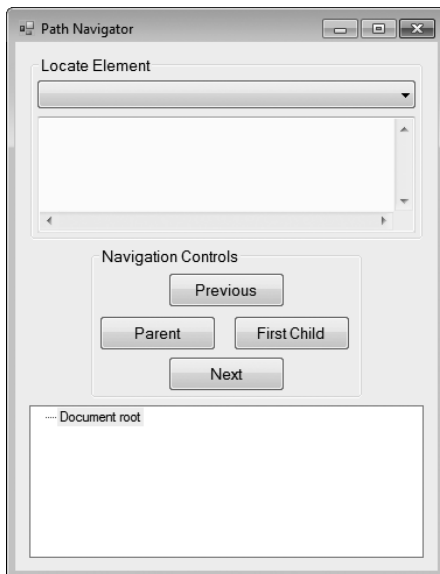 Path Navigator
Locate Element
Navigation Controls
Previous
Parent First Child
Next
Document root